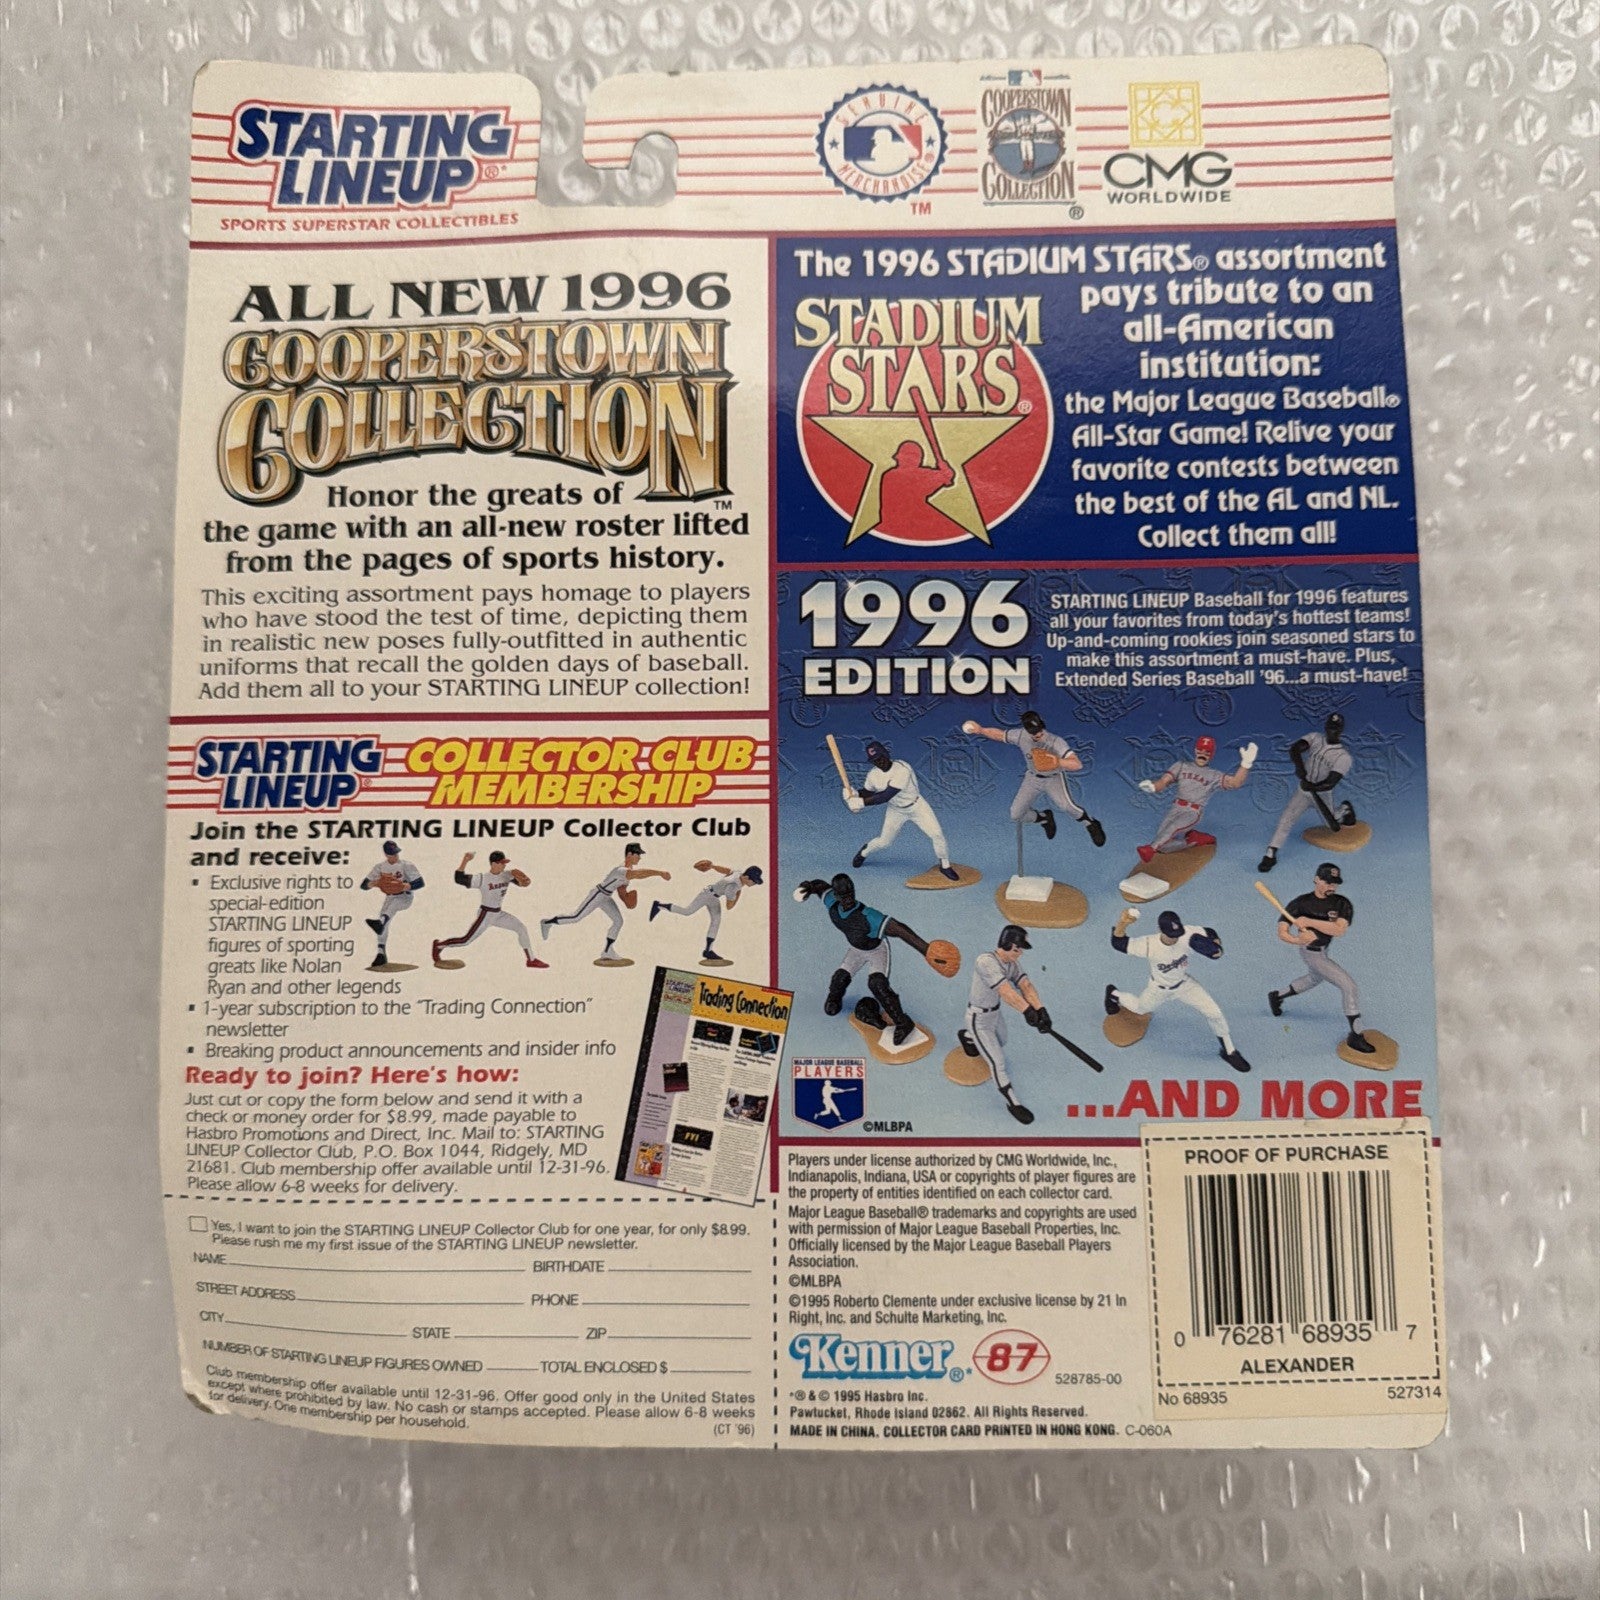 STARTING
LINEUP®
SPORTS SUPERSTAR COLLECTIBLES
GENUINE
MERCHANDISE
TM
COOPERSTOWN
COLLECTION
®
CMG
WORLDWIDE
ALL NEW 1996
COOPERSTOWN
COLLECTION
TM
Honor the greats of
the game with an all-new roster lifted
from the pages of sports history.
This exciting assortment pays homage to players
who have stood the test of time, depicting them
in realistic new poses fully-outfitted in authentic
uniforms that recall the golden days of baseball.
Add them all to your STARTING LINEUP collection!
The 1996 STADIUM STARS® assortment
pays tribute to an
all-American
institution:
the Major League Baseball®
All-Star Game! Relive your
favorite contests between
the best of the AL and NL.
Collect them all!
STADIUM
STARS®
1996
EDITION
STARTING LINEUP Baseball for 1996 features
all your favorites from today's hottest teams!
Up-and-coming rookies join seasoned stars to
make this assortment a must-have. Plus,
Extended Series Baseball '96...a must-have!
TEXAS
Dodgers
MAJOR LEAGUE BASEBALL
PLAYERS
©MLBPA
...AND MORE
STARTING
LINEUP®
COLLECTOR CLUB
MEMBERSHIP
Join the STARTING LINEUP Collector Club
and receive:
▪ Exclusive rights to
special-edition
STARTING LINEUP
figures of sporting
greats like Nolan
Ryan and other legends
▪ 1-year subscription to the "Trading Connection"
newsletter
▪ Breaking product announcements and insider info
Trading Connection
FYI
Ready to join? Here's how:
Just cut or copy the form below and send it with a
check or money order for $8.99, made payable to
Hasbro Promotions and Direct, Inc. Mail to: STARTING
LINEUP Collector Club, P.O. Box 1044, Ridgely, MD
21681. Club membership offer available until 12-31-96.
Please allow 6-8 weeks for delivery.
Yes, I want to join the STARTING LINEUP Collector Club for one year, for only $8.99.
Please rush me my first issue of the STARTING LINEUP newsletter.
NAME BIRTHDATE
STREET ADDRESS PHONE
CITY STATE ZIP
NUMBER OF STARTING LINEUP FIGURES OWNED TOTAL ENCLOSED $
Club membership offer available until 12-31-96. Offer good only in the United States
except where prohibited by law. No cash or stamps accepted. Please allow 6-8 weeks
for delivery. One membership per household.
(CT '96)
Players under license authorized by CMG Worldwide, Inc.,
Indianapolis, Indiana, USA or copyrights of player figures are
the property of entities identified on each collector card.
Major League Baseball® trademarks and copyrights are used
with permission of Major League Baseball Properties, Inc.
Officially licensed by the Major League Baseball Players
Association.
©MLBPA
©1995 Roberto Clemente under exclusive license by 21 In
Right, Inc. and Schulte Marketing, Inc.
Kenner®*
87
528785-00
*® & © 1995 Hasbro Inc.
Pawtucket, Rhode Island 02862. All Rights Reserved.
MADE IN CHINA. COLLECTOR CARD PRINTED IN HONG KONG. C-060A
PROOF OF PURCHASE
0 76281 68935 7
ALEXANDER
No 68935
527314